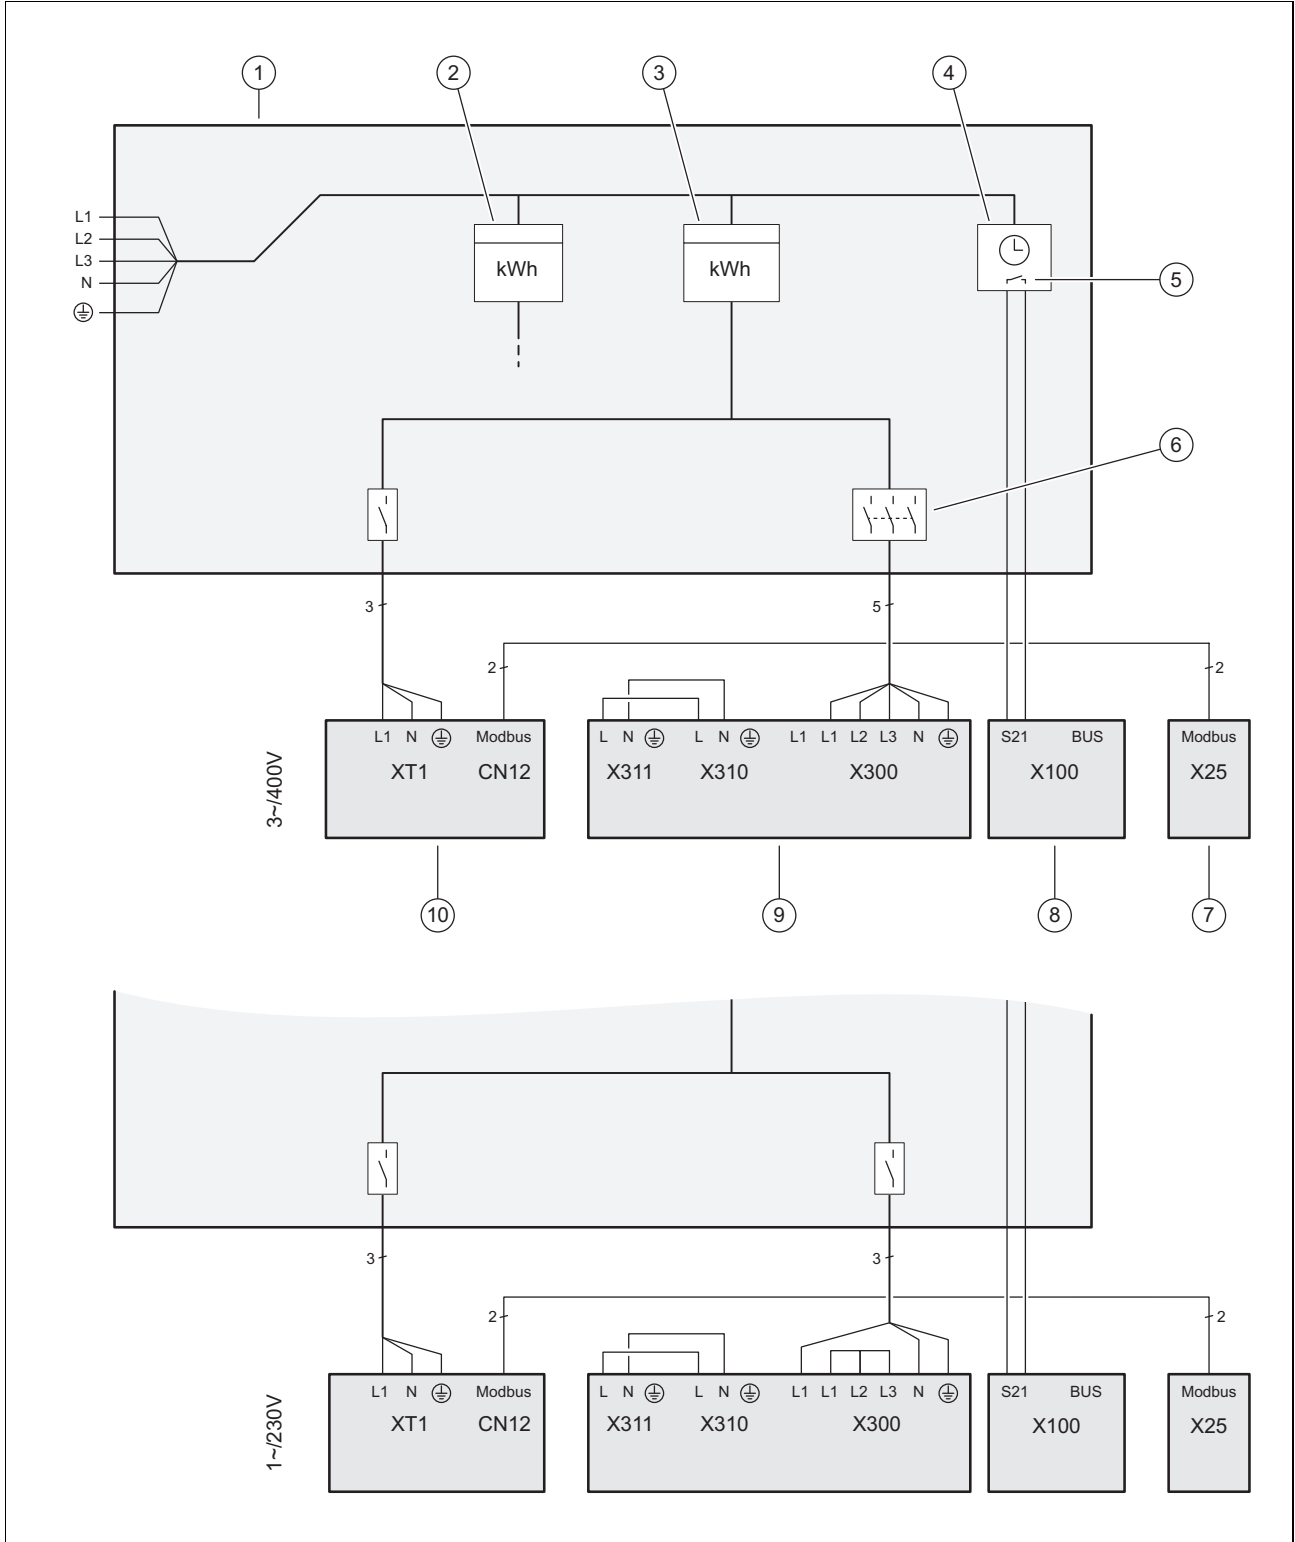 1 2 3 4
L1
L2
L3
N
kWh kWh
5
6
3 5
2 2
L1 N Modbus L N L N L1 L1 L2 L3 N S21 BUS Modbus
XT1 CN12 X311 X310 X300 X100 X25
3~/400V
10 9 8 7
3 3
2 2
L1 N Modbus L N L N L1 L1 L2 L3 N S21 BUS Modbus
XT1 CN12 X311 X310 X300 X100 X25
1~/230V